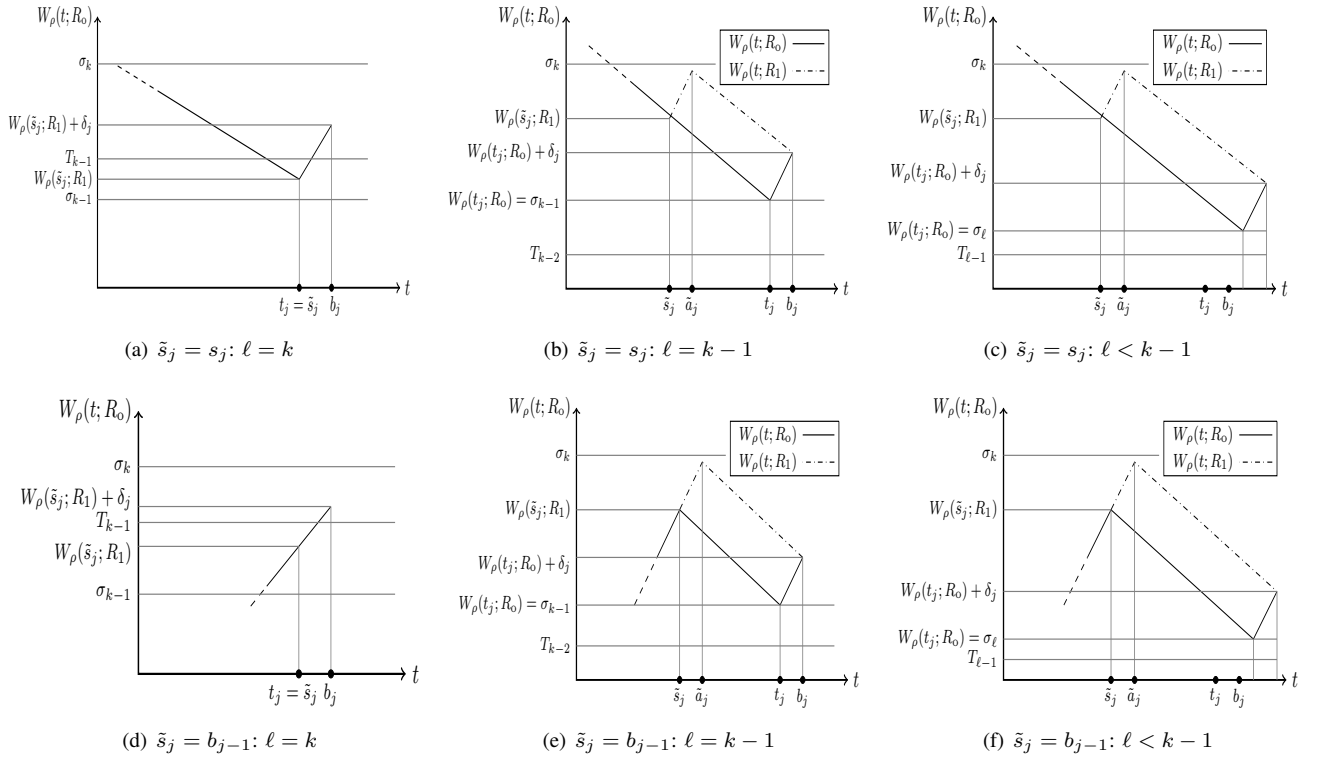 W_ρ(t; R_o)
σ_k
W_ρ(s̃_j; R_1) + δ_j
T_{k−1}
W_ρ(s̃_j; R_1)
σ_{k−1}
t_j = s̃_j b_j
t
(a) s̃_j = s_j: ℓ = k
W_ρ(t; R_o)
W_ρ(t; R_o)
W_ρ(t; R_1)
σ_k
W_ρ(s̃_j; R_1)
W_ρ(t_j; R_o) + δ_j
W_ρ(t_j; R_o) = σ_{k−1}
T_{k−2}
s̃_j ã_j t_j b_j
t
(b) s̃_j = s_j: ℓ = k − 1
W_ρ(t; R_o)
W_ρ(t; R_o)
W_ρ(t; R_1)
σ_k
W_ρ(s̃_j; R_1)
W_ρ(t_j; R_o) + δ_j
W_ρ(t_j; R_o) = σ_ℓ
T_{ℓ−1}
s̃_j ã_j t_j b_j
t
(c) s̃_j = s_j: ℓ < k − 1
W_ρ(t; R_o)
σ_k
W_ρ(s̃_j; R_1) + δ_j
T_{k−1}
W_ρ(s̃_j; R_1)
σ_{k−1}
t_j = s̃_j b_j
t
(d) s̃_j = b_{j−1}: ℓ = k
W_ρ(t; R_o)
W_ρ(t; R_o)
W_ρ(t; R_1)
σ_k
W_ρ(s̃_j; R_1)
W_ρ(t_j; R_o) + δ_j
W_ρ(t_j; R_o) = σ_{k−1}
T_{k−2}
s̃_j ã_j t_j b_j
t
(e) s̃_j = b_{j−1}: ℓ = k − 1
W_ρ(t; R_o)
W_ρ(t; R_o)
W_ρ(t; R_1)
σ_k
W_ρ(s̃_j; R_1)
W_ρ(t_j; R_o) + δ_j
W_ρ(t_j; R_o) = σ_ℓ
T_{ℓ−1}
s̃_j ã_j t_j b_j
t
(f) s̃_j = b_{j−1}: ℓ < k − 1